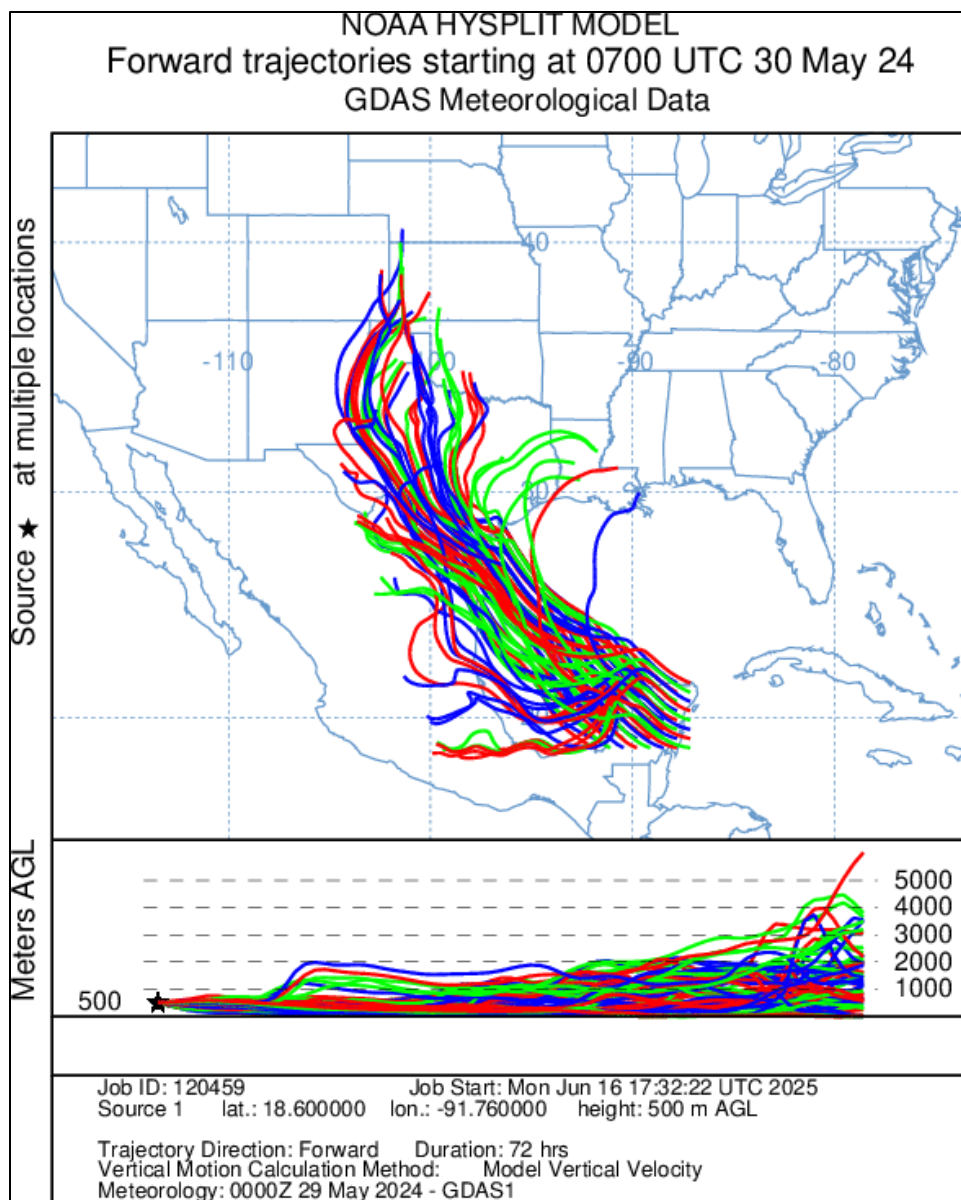 NOAA HYSPLIT MODEL
Forward trajectories starting at 0700 UTC 30 May 24
GDAS Meteorological Data
Source ★ at multiple locations
40
-110
-90
-80
Meters AGL
500
5000
4000
3000
2000
1000
Job ID: 120459 Job Start: Mon Jun 16 17:32:22 UTC 2025
Source 1 lat.: 18.600000 lon.: -91.760000 height: 500 m AGL
Trajectory Direction: Forward Duration: 72 hrs
Vertical Motion Calculation Method: Model Vertical Velocity
Meteorology: 0000Z 29 May 2024 - GDAS1